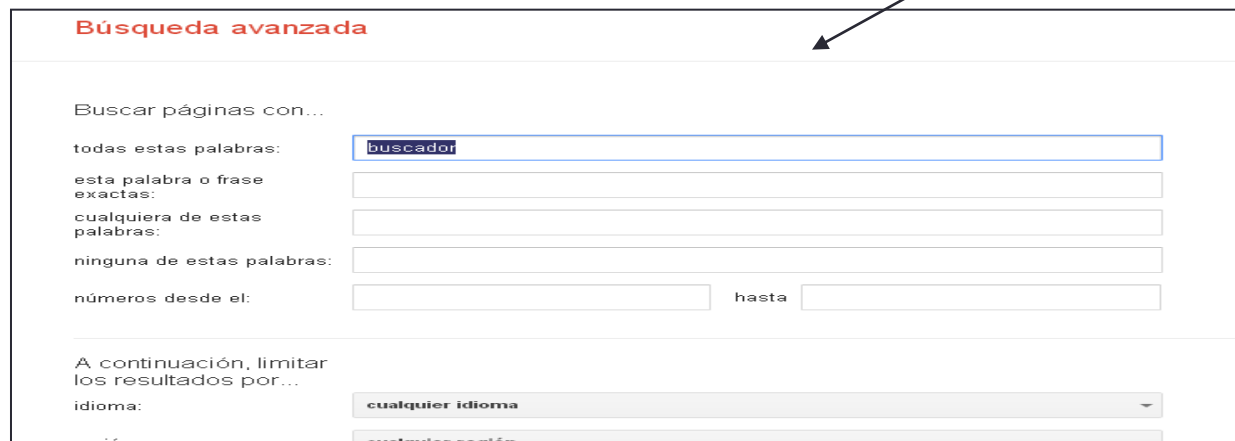 Búsqueda avanzada
Buscar páginas con...
todas estas palabras: buscador
esta palabra o frase
exactas:
cualquiera de estas
palabras:
ninguna de estas palabras:
números desde el: hasta
A continuación, limitar
los resultados por...
idioma: cualquier idioma